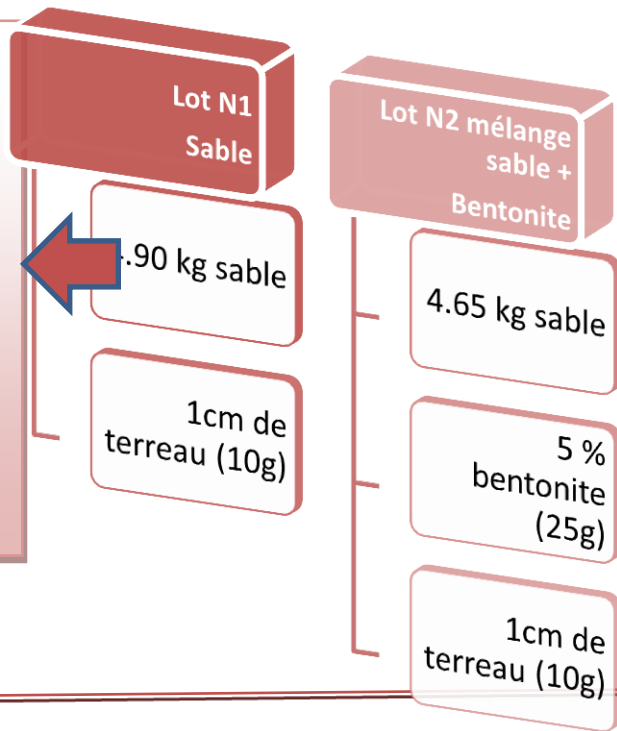 Lot N1
Sable
.90 kg sable
1cm de
terreau (10g)
Lot N2 mélange
sable +
Bentonite
4.65 kg sable
5 %
bentonite
(25g)
1cm de
terreau (10g)